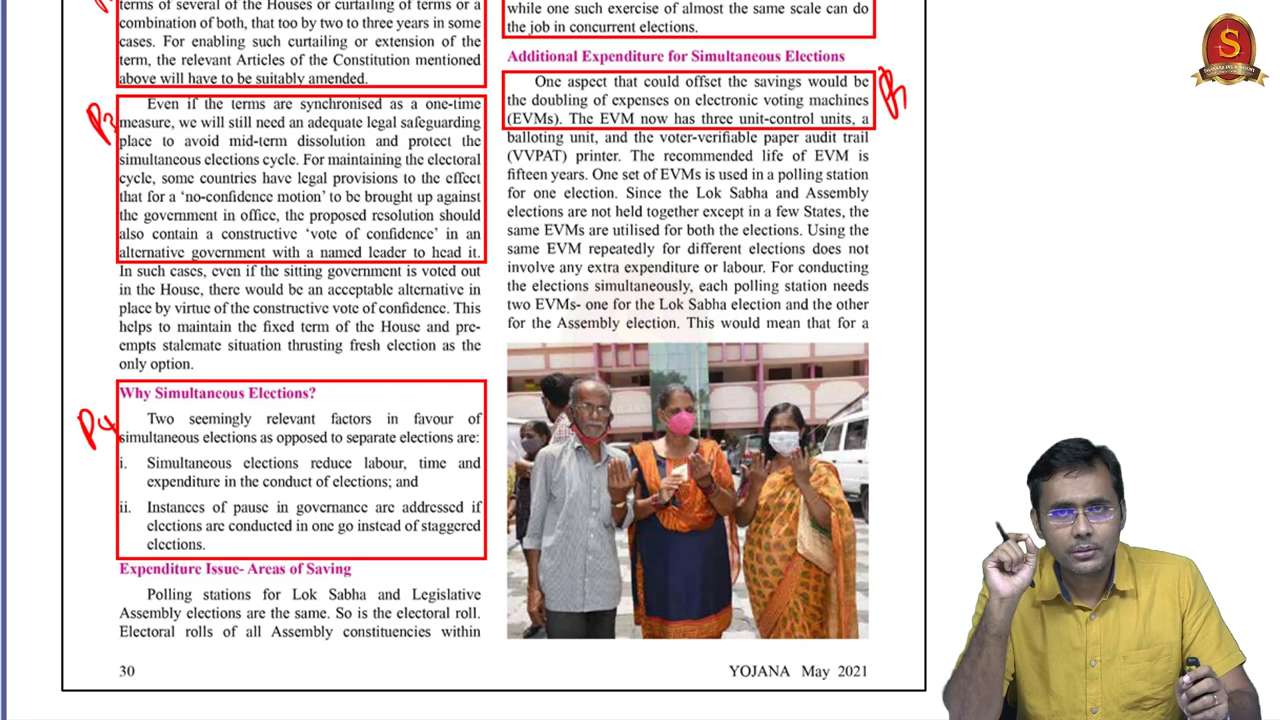 terms of several of the Houses or curtailing of terms or a
combination of both, that too by two to three years in some
cases. For enabling such curtailing or extension of the
term, the relevant Articles of the Constitution mentioned
above will have to be suitably amended.
P3
Even if the terms are synchronised as a one-time
measure, we will still need an adequate legal safeguarding
place to avoid mid-term dissolution and protect the
simultaneous elections cycle. For maintaining the electoral
cycle, some countries have legal provisions to the effect
that for a ‘no-confidence motion’ to be brought up against
the government in office, the proposed resolution should
also contain a constructive ‘vote of confidence’ in an
alternative government with a named leader to head it.
In such cases, even if the sitting government is voted out
in the House, there would be an acceptable alternative in
place by virtue of the constructive vote of confidence. This
helps to maintain the fixed term of the House and pre-
empts stalemate situation thrusting fresh election as the
only option.
P4
Why Simultaneous Elections?
Two seemingly relevant factors in favour of
simultaneous elections as opposed to separate elections are:
i. Simultaneous elections reduce labour, time and
expenditure in the conduct of elections; and
ii. Instances of pause in governance are addressed if
elections are conducted in one go instead of staggered
elections.
Expenditure Issue- Areas of Saving
Polling stations for Lok Sabha and Legislative
Assembly elections are the same. So is the electoral roll.
Electoral rolls of all Assembly constituencies within
while one such exercise of almost the same scale can do
the job in concurrent elections.
Additional Expenditure for Simultaneous Elections
One aspect that could offset the savings would be
the doubling of expenses on electronic voting machines
(EVMs). The EVM now has three unit-control units, a
balloting unit, and the voter-verifiable paper audit trail
(VVPAT) printer. The recommended life of EVM is
fifteen years. One set of EVMs is used in a polling station
for one election. Since the Lok Sabha and Assembly
elections are not held together except in a few States, the
same EVMs are utilised for both the elections. Using the
same EVM repeatedly for different elections does not
involve any extra expenditure or labour. For conducting
the elections simultaneously, each polling station needs
two EVMs- one for the Lok Sabha election and the other
for the Assembly election. This would mean that for a
30
YOJANA May 2021
S